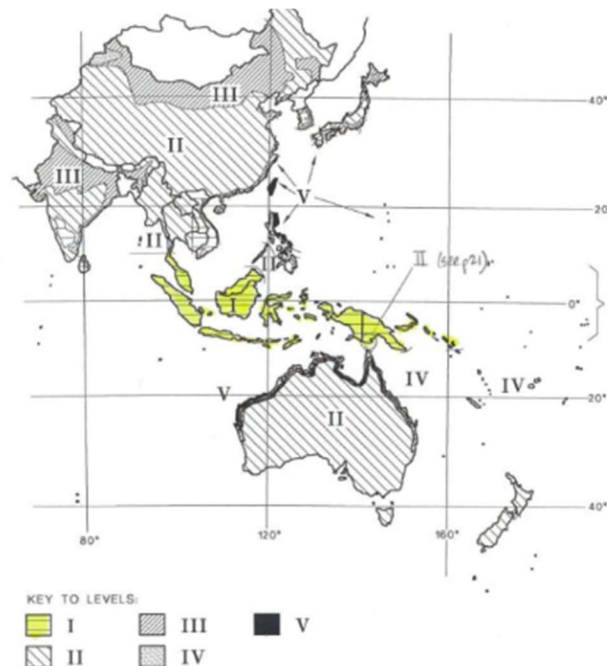 40°
III
II
III
V
20°
II
II
II (see p21)
I
0°
I
IV
IV
V
II
20°
40°
80°
120°
160°
KEY TO LEVELS:
I III V
II IV